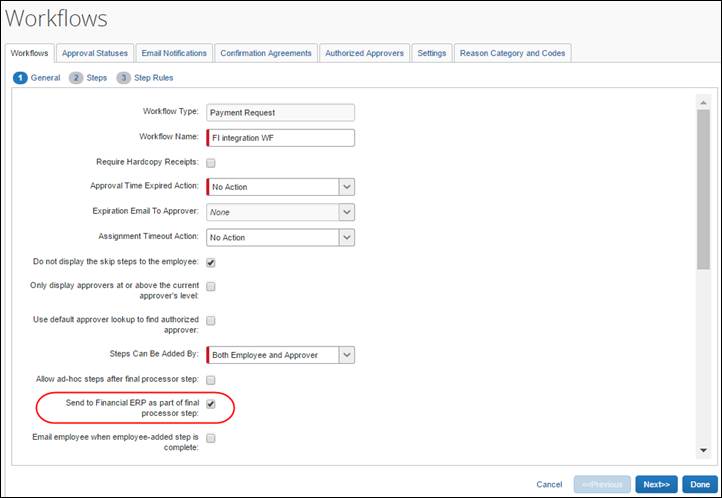 Workflows
Workflows
Approval Statuses
Email Notifications
Confirmation Agreements
Authorized Approvers
Settings
Reason Category and Codes
1 General
2 Steps
3 Step Rules
Workflow Type: Payment Request
Workflow Name: FI integration WF
Require Hardcopy Receipts:
Approval Time Expired Action: No Action
Expiration Email To Approver: None
Assignment Timeout Action: No Action
Do not display the skip steps to the employee:
Only display approvers at or above the current
approver's level:
Use default approver lookup to find authorized
approver:
Steps Can Be Added By: Both Employee and Approver
Allow ad-hoc steps after final processor step:
Send to Financial ERP as part of final
processor step:
Email employee when employee-added step is
complete:
Cancel
<<Previous
Next>>
Done